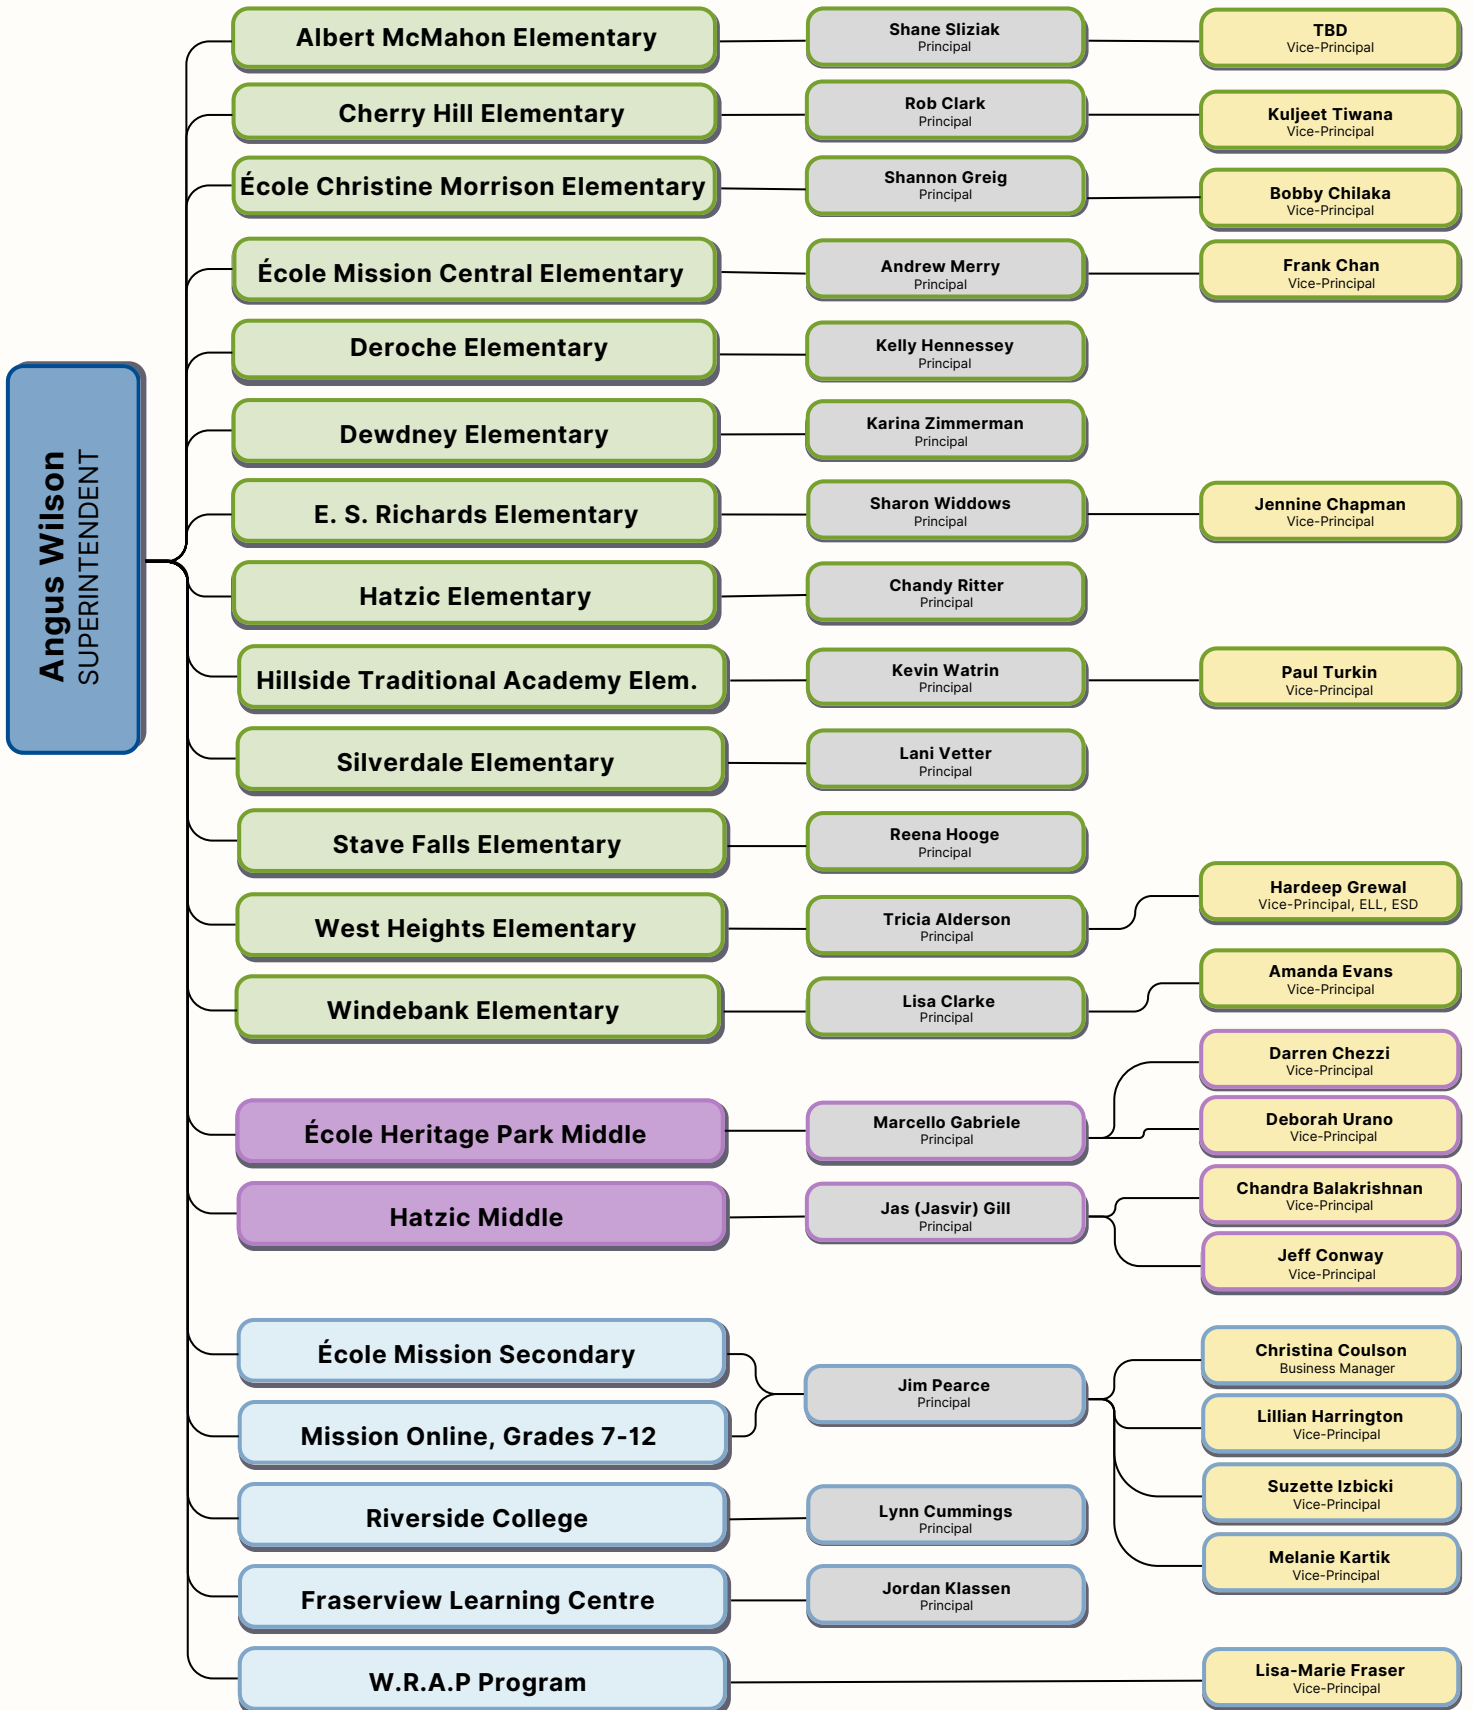 Angus Wilson
SUPERINTENDENT
Albert McMahon Elementary
Shane Sliziak
Principal
TBD
Vice-Principal
Cherry Hill Elementary
Rob Clark
Principal
Kuljeet Tiwana
Vice-Principal
École Christine Morrison Elementary
Shannon Greig
Principal
Bobby Chilaka
Vice-Principal
École Mission Central Elementary
Andrew Merry
Principal
Frank Chan
Vice-Principal
Deroche Elementary
Kelly Hennessey
Principal
Dewdney Elementary
Karina Zimmerman
Principal
E. S. Richards Elementary
Sharon Widdows
Principal
Jennine Chapman
Vice-Principal
Hatzic Elementary
Chandy Ritter
Principal
Hillside Traditional Academy Elem.
Kevin Watrin
Principal
Paul Turkin
Vice-Principal
Silverdale Elementary
Lani Vetter
Principal
Stave Falls Elementary
Reena Hooge
Principal
West Heights Elementary
Tricia Alderson
Principal
Hardeep Grewal
Vice-Principal, ELL, ESD
Windebank Elementary
Lisa Clarke
Principal
Amanda Evans
Vice-Principal
École Heritage Park Middle
Marcello Gabriele
Principal
Darren Chezzi
Vice-Principal
Deborah Urano
Vice-Principal
Hatzic Middle
Jas (Jasvir) Gill
Principal
Chandra Balakrishnan
Vice-Principal
Jeff Conway
Vice-Principal
École Mission Secondary
Mission Online, Grades 7-12
Jim Pearce
Principal
Christina Coulson
Business Manager
Lillian Harrington
Vice-Principal
Suzette Izbicki
Vice-Principal
Melanie Kartik
Vice-Principal
Riverside College
Lynn Cummings
Principal
Fraserview Learning Centre
Jordan Klassen
Principal
W.R.A.P Program
Lisa-Marie Fraser
Vice-Principal